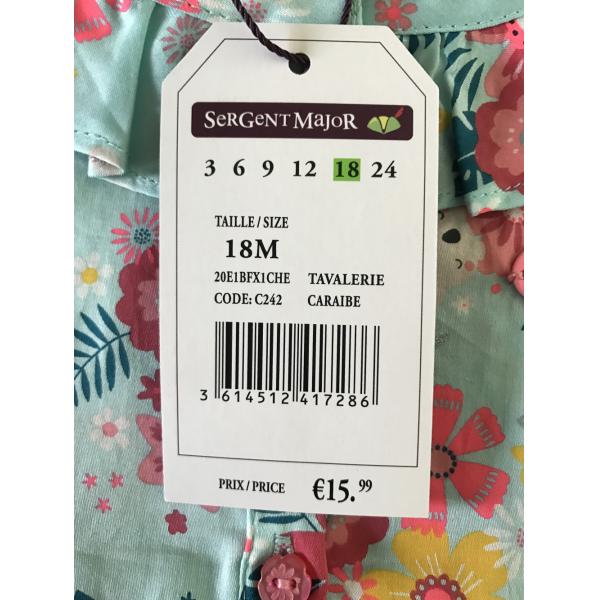 SeRGeNT MajoR
3 6 9 12 18 24
TAILLE / SIZE
18M
20E1BFX1CHE TAVALERIE
CODE: C242 CARAIBE
3 614512 417286
PRIX / PRICE €15.99